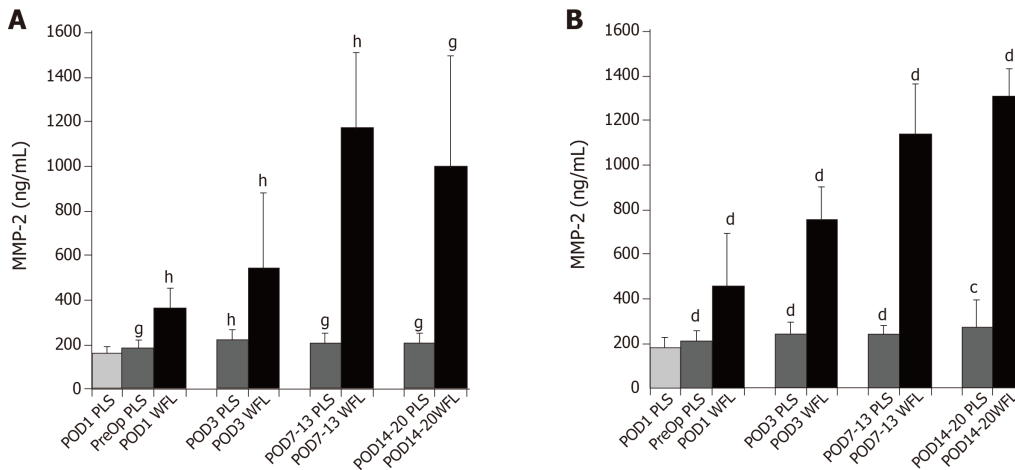 A
MMP-2 (ng/mL)
1600
1400
1200
1000
800
600
400
200
0
g
h
h
h
g
h
g
g
POD1 PLS
PreOp PLS
POD1 WFL
POD3 PLS
POD3 WFL
POD7-13 PLS
POD7-13 WFL
POD14-20 PLS
POD14-20WFL
B
MMP-2 (ng/mL)
1600
1400
1200
1000
800
600
400
200
0
d
d
d
d
d
d
c
d
POD1 PLS
PreOp PLS
POD1 WFL
POD3 PLS
POD3 WFL
POD7-13 PLS
POD7-13 WFL
POD14-20 PLS
POD14-20WFL